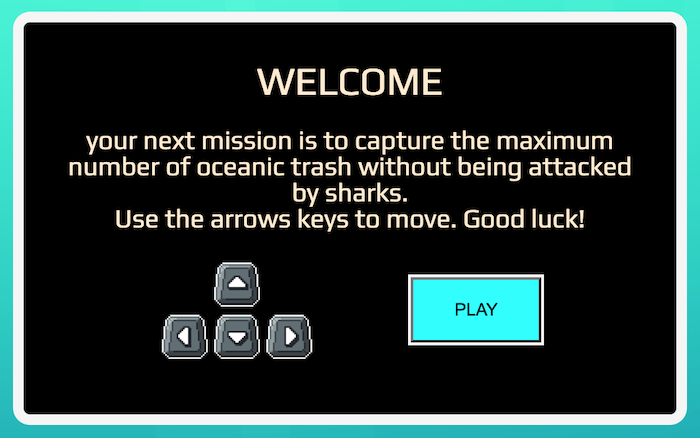 WELCOME
your next mission is to capture the maximum
number of oceanic trash without being attacked
by sharks.
Use the arrows keys to move. Good luck!
PLAY